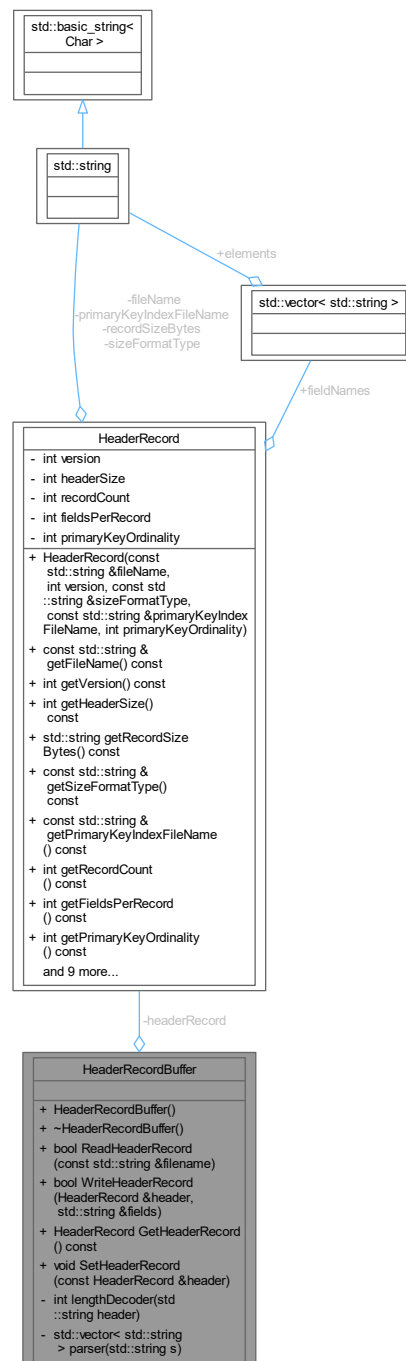 std::basic_string<
Char >
std::string
+elements
-fileName
-primaryKeyIndexFileName
-recordSizeBytes
-sizeFormatType
std::vector< std::string >
+fieldNames
HeaderRecord
- int version
- int headerSize
- int recordCount
- int fieldsPerRecord
- int primaryKeyOrdinality
+ HeaderRecord(const
std::string &fileName,
int version, const std
::string &sizeFormatType,
const std::string &primaryKeyIndex
FileName, int primaryKeyOrdinality)
+ const std::string &
getFileName() const
+ int getVersion() const
+ int getHeaderSize()
const
+ std::string getRecordSize
Bytes() const
+ const std::string &
getSizeFormatType()
const
+ const std::string &
getPrimaryKeyIndexFileName
() const
+ int getRecordCount
() const
+ int getFieldsPerRecord
() const
+ int getPrimaryKeyOrdinality
() const
and 9 more...
-headerRecord
HeaderRecordBuffer
+ HeaderRecordBuffer()
+ ~HeaderRecordBuffer()
+ bool ReadHeaderRecord
(const std::string &filename)
+ bool WriteHeaderRecord
(HeaderRecord &header,
std::string &fields)
+ HeaderRecord GetHeaderRecord
() const
+ void SetHeaderRecord
(const HeaderRecord &header)
- int lengthDecoder(std
::string header)
- std::vector< std::string
> parser(std::string s)